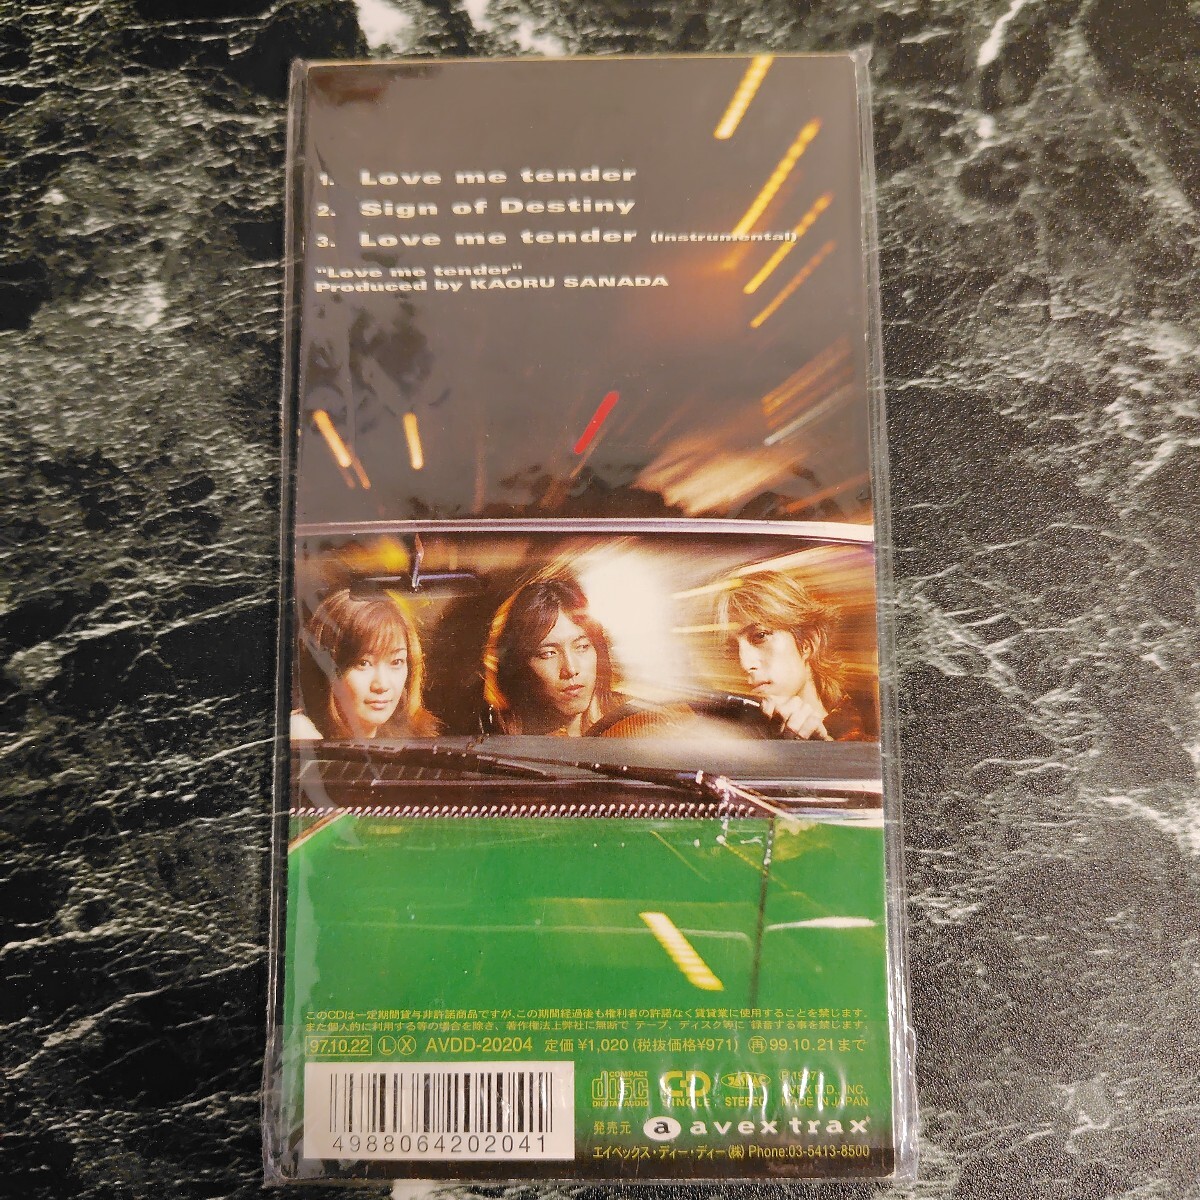 1. Love me tender
2. Sign of Destiny
3. Love me tender (Instrumental)
"Love me tender"
Produced by KAORU SANADA
このCDは一定期間貸与非許諾商品ですが、この期間経過後も権利者の許諾なく賃貸業に使用することを禁じます。
また個人的に利用する等の場合を除き、著作権法上弊社に無断で テープ、ディスク等に 録音する事を禁じます。
97.10.22 Ⓛ Ⓧ AVDD-20204 定価¥1,020(税抜価格¥971) ㊢99.10.21まで
4988064202041
COMPACT disc DIGITAL AUDIO
CD SINGLE
STEREO
INC.
MADE IN JAPAN
発売元 a avex trax
エイベックス・ディー・ディー(株) Phone:03-5413-8500